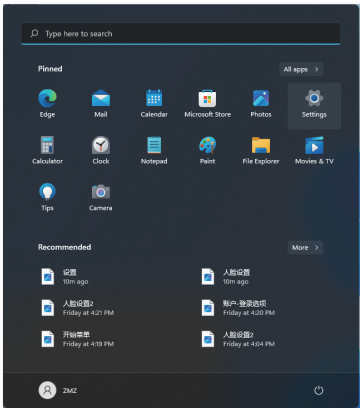 Type here to search
Pinned
All apps >
Edge
Mail
Calendar
Microsoft Store
Photos
Settings
Calculator
Clock
Notepad
Paint
File Explorer
Movies & TV
Tips
Camera
Recommended
More >
设置
10m ago
人脸设置
10m ago
人脸设置2
Friday at 4:21 PM
账户-登录选项
Friday at 4:20 PM
开始菜单
Friday at 4:19 PM
人脸设置2
Friday at 4:04 PM
ZMZ